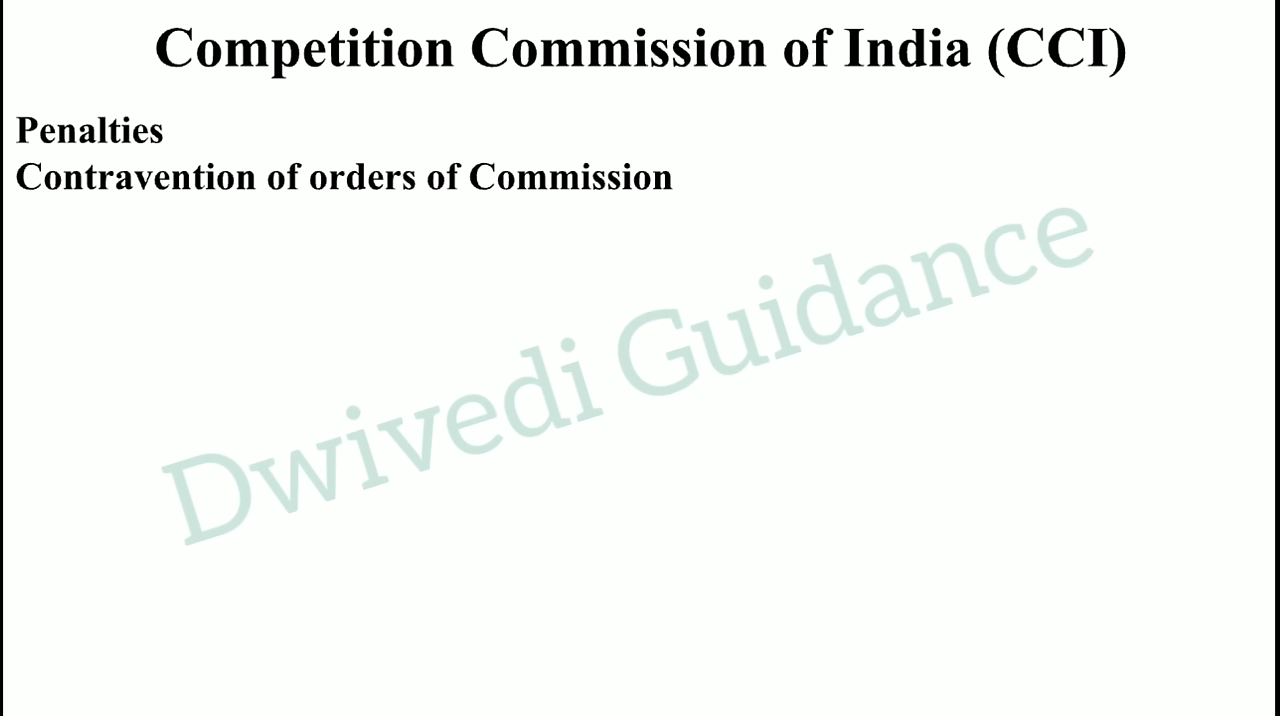 Competition Commission of India (CCI)
Penalties
Contravention of orders of Commission
Dwivedi Guidance